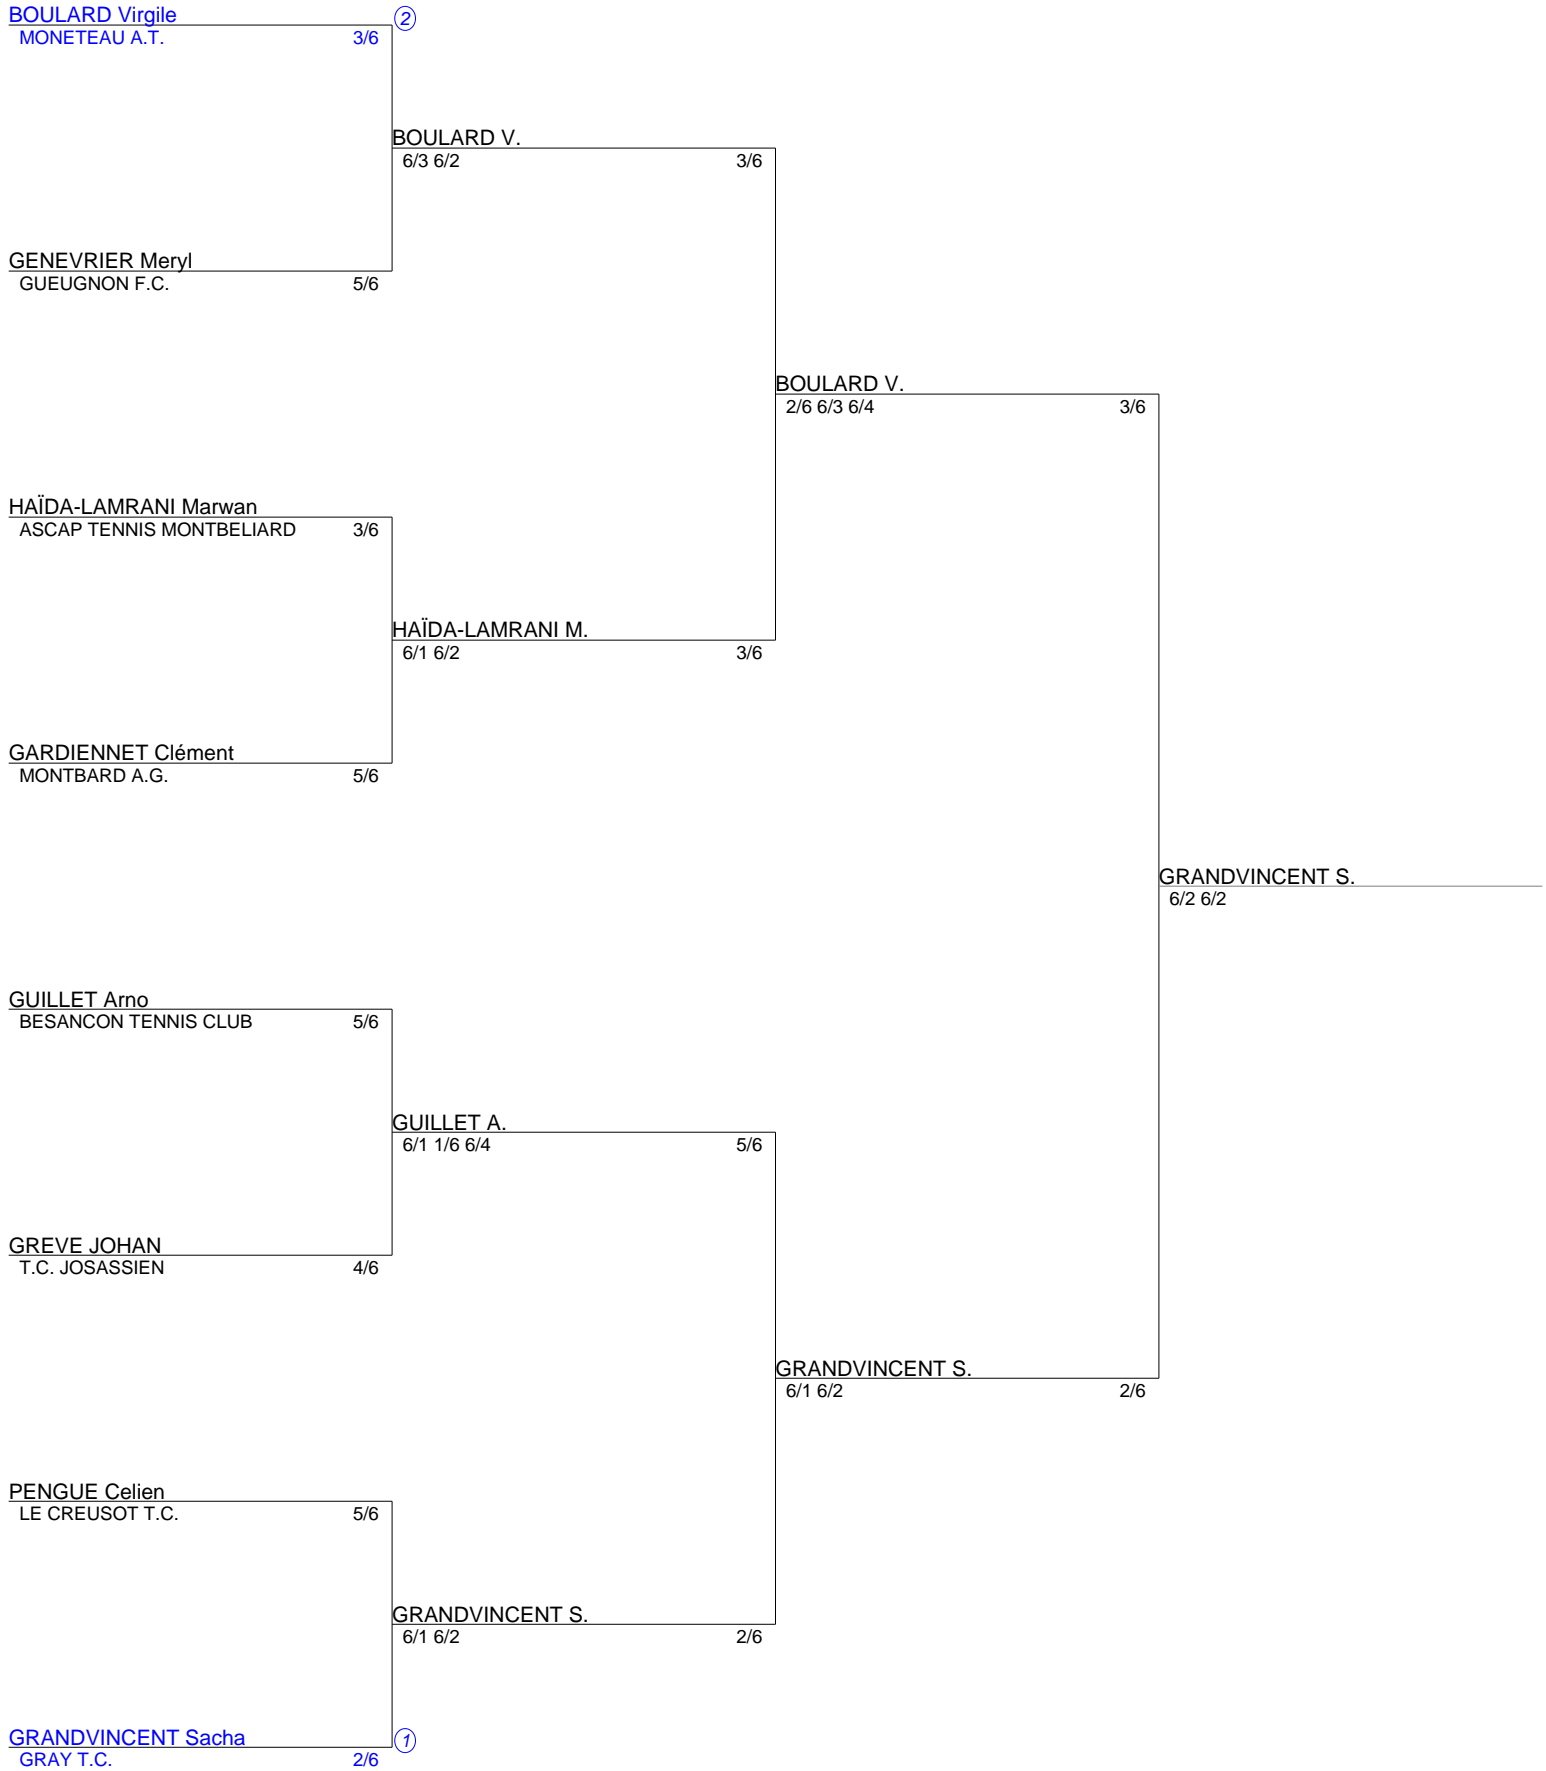 BOULARD Virgile
2
MONETEAU A.T. 3/6
BOULARD V.
6/3 6/2 3/6
GENEVRIER Meryl
GUEUGNON F.C. 5/6
BOULARD V.
2/6 6/3 6/4 3/6
HAÏDA-LAMRANI Marwan
ASCAP TENNIS MONTBELIARD 3/6
HAÏDA-LAMRANI M.
6/1 6/2 3/6
GARDIENNET Clément
MONTBARD A.G. 5/6
GRANDVINCENT S.
6/2 6/2
GUILLET Arno
BESANCON TENNIS CLUB 5/6
GUILLET A.
6/1 1/6 6/4 5/6
GREVE JOHAN
T.C. JOSASSIEN 4/6
GRANDVINCENT S.
6/1 6/2 2/6
PENGUE Celien
LE CREUSOT T.C. 5/6
GRANDVINCENT S.
6/1 6/2 2/6
GRANDVINCENT Sacha
1
GRAY T.C. 2/6